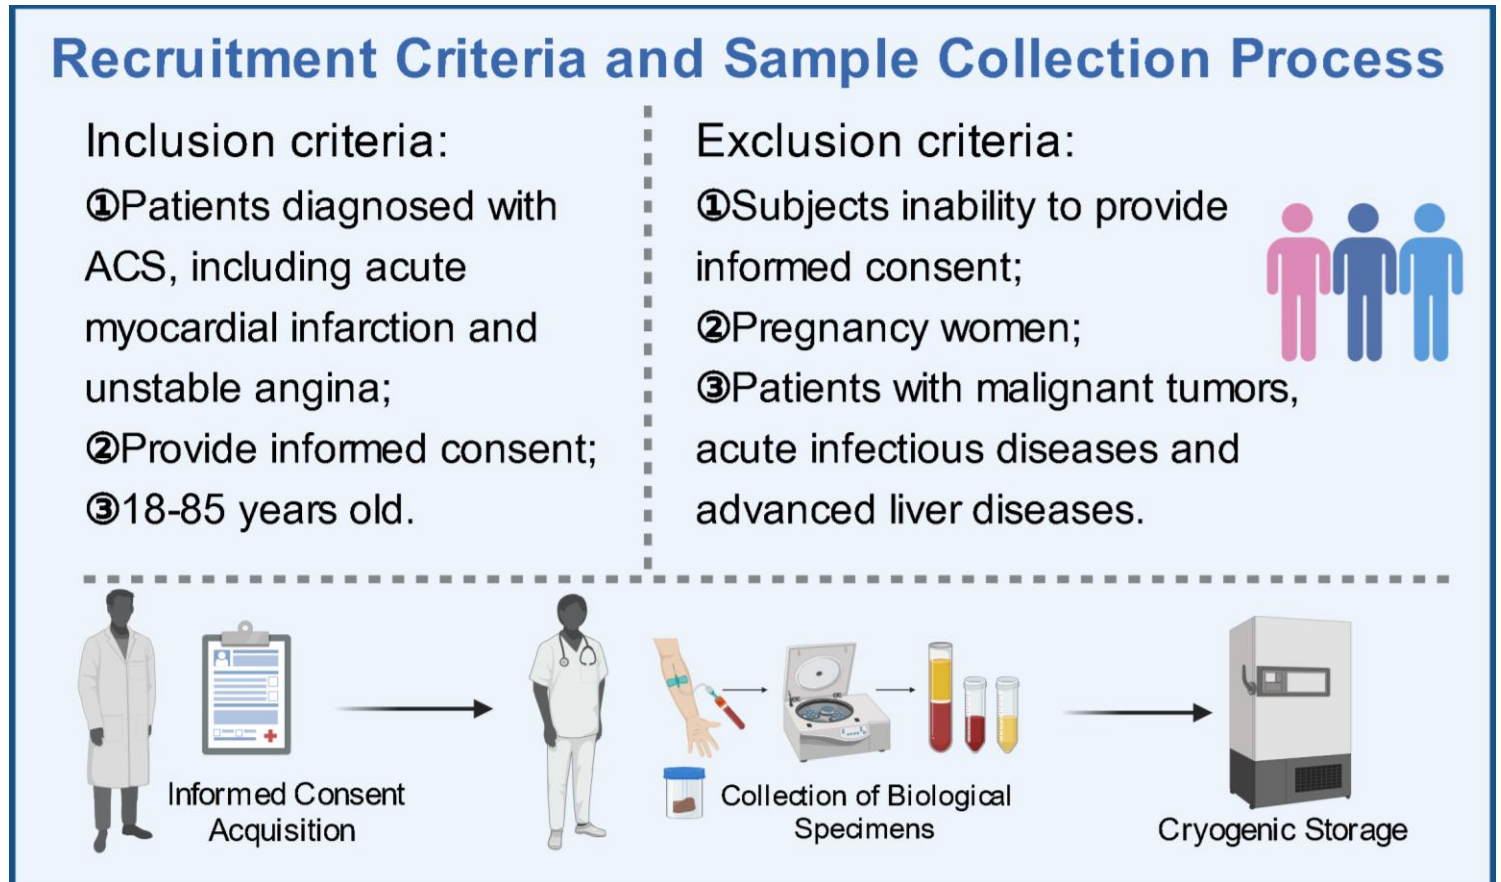 Recruitment Criteria and Sample Collection Process
Inclusion criteria:
①Patients diagnosed with
ACS, including acute
myocardial infarction and
unstable angina;
②Provide informed consent;
③18-85 years old.
Exclusion criteria:
①Subjects inability to provide
informed consent;
②Pregnancy women;
③Patients with malignant tumors,
acute infectious diseases and
advanced liver diseases.
Informed Consent
Acquisition
Collection of Biological
Specimens
Cryogenic Storage